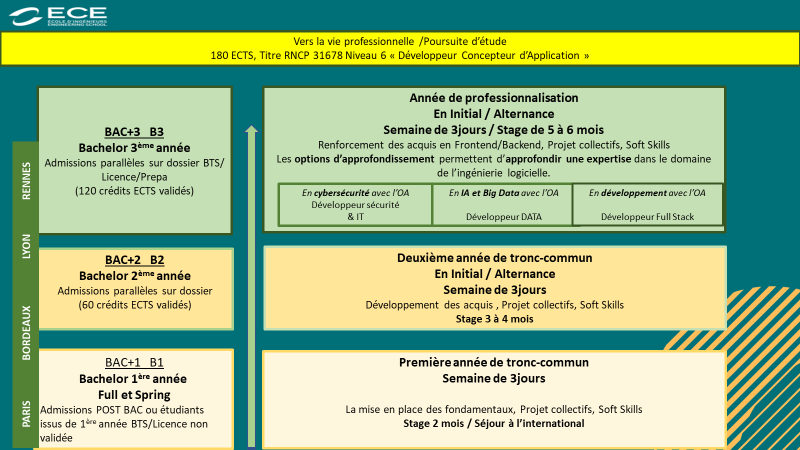 ECE
ÉCOLE D'INGÉNIEURS
ENGINEERING SCHOOL
Vers la vie professionnelle /Poursuite d'étude
180 ECTS, Titre RNCP 31678 Niveau 6 « Développeur Concepteur d'Application »
BAC+3 B3
Bachelor 3ème année
Admissions parallèles sur dossier BTS/
Licence/Prepa
(120 crédits ECTS validés)
Année de professionnalisation
En Initial / Alternance
Semaine de 3jours / Stage de 5 à 6 mois
Renforcement des acquis en Frontend/Backend, Projet collectifs, Soft Skills
Les options d'approfondissement permettent d'approfondir une expertise dans le domaine
de l'ingénierie logicielle.
En cybersécurité avec l'OA
Développeur sécurité
& IT
En IA et Big Data avec l'OA
Développeur DATA
En développement avec l'OA
Développeur Full Stack
BAC+2 B2
Bachelor 2ème année
Admissions parallèles sur dossier
(60 crédits ECTS validés)
Deuxième année de tronc-commun
En Initial / Alternance
Semaine de 3jours
Développement des acquis , Projet collectifs, Soft Skills
Stage 3 à 4 mois
BAC+1 B1
Bachelor 1ère année
Full et Spring
Admissions POST BAC ou étudiants
issus de 1ère année BTS/Licence non
validée
Première année de tronc-commun
Semaine de 3jours
La mise en place des fondamentaux, Projet collectifs, Soft Skills
Stage 2 mois / Séjour à l'international
PARIS BORDEAUX LYON RENNES